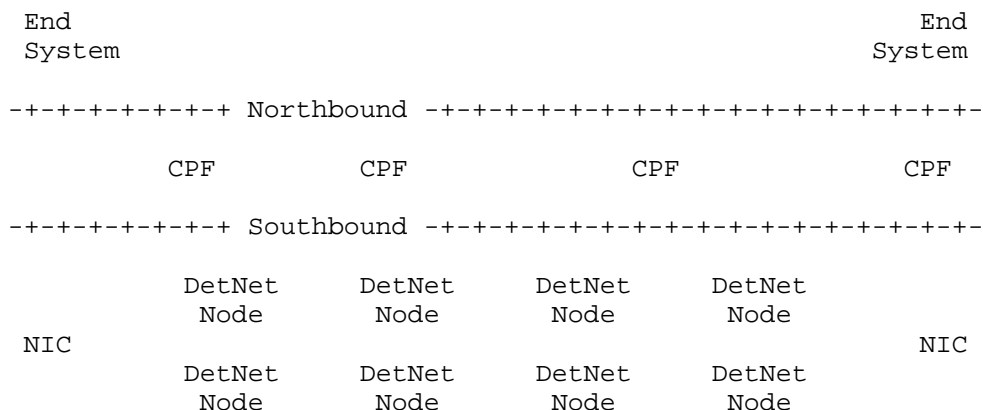 End                                                      End
System                                                System
-+-+-+-+-+-+-+ Northbound -+-+-+-+-+-+-+-+-+-+-+-+-+-+-+-+-+-
CPF         CPF              CPF              CPF
-+-+-+-+-+-+-+ Southbound -+-+-+-+-+-+-+-+-+-+-+-+-+-+-+-+-+-
DetNet     DetNet     DetNet     DetNet
Node       Node       Node       Node
NIC                                                      NIC
DetNet     DetNet     DetNet     DetNet
Node       Node       Node       Node